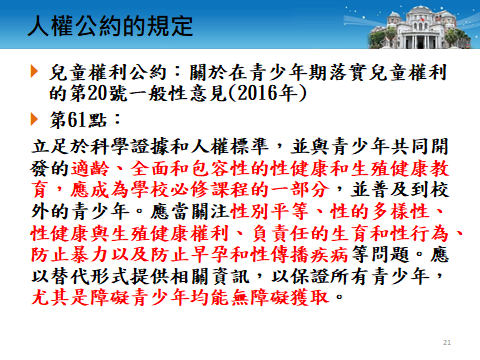 人權公約的規定
兒童權利公約：關於在青少年期落實兒童權利
的第20號一般性意見(2016年)
第61點：
立足於科學證據和人權標準，並與青少年共同開
發的適齡、全面和包容性的性健康和生殖健康教
育，應成為學校必修課程的一部分，並普及到校
外的青少年。應當關注性別平等、性的多樣性、
性健康與生殖健康權利、負責任的生育和性行為、
防止暴力以及防止早孕和性傳播疾病等問題。應
以替代形式提供相關資訊，以保證所有青少年，
尤其是障礙青少年均能無障礙獲取。
21